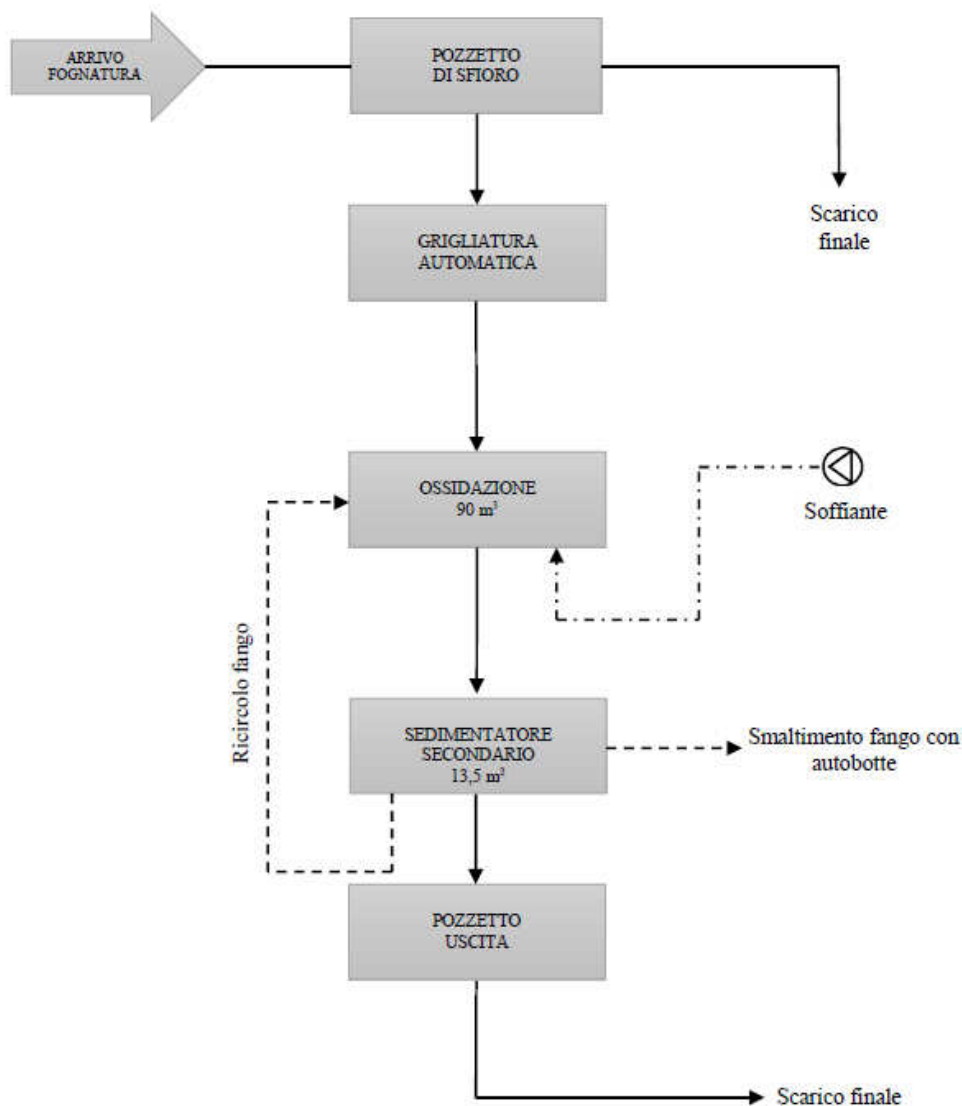 ARRIVO
FOGNATURA
POZZETTO
DI SFIORO
Scarico
finale
GRIGLIATURA
AUTOMATICA
OSSIDAZIONE
90 m³
Soffiante
Ricircolo fango
SEDIMENTATORE
SECONDARIO
13,5 m³
Smaltimento fango con
autobotte
POZZETTO
USCITA
Scarico finale